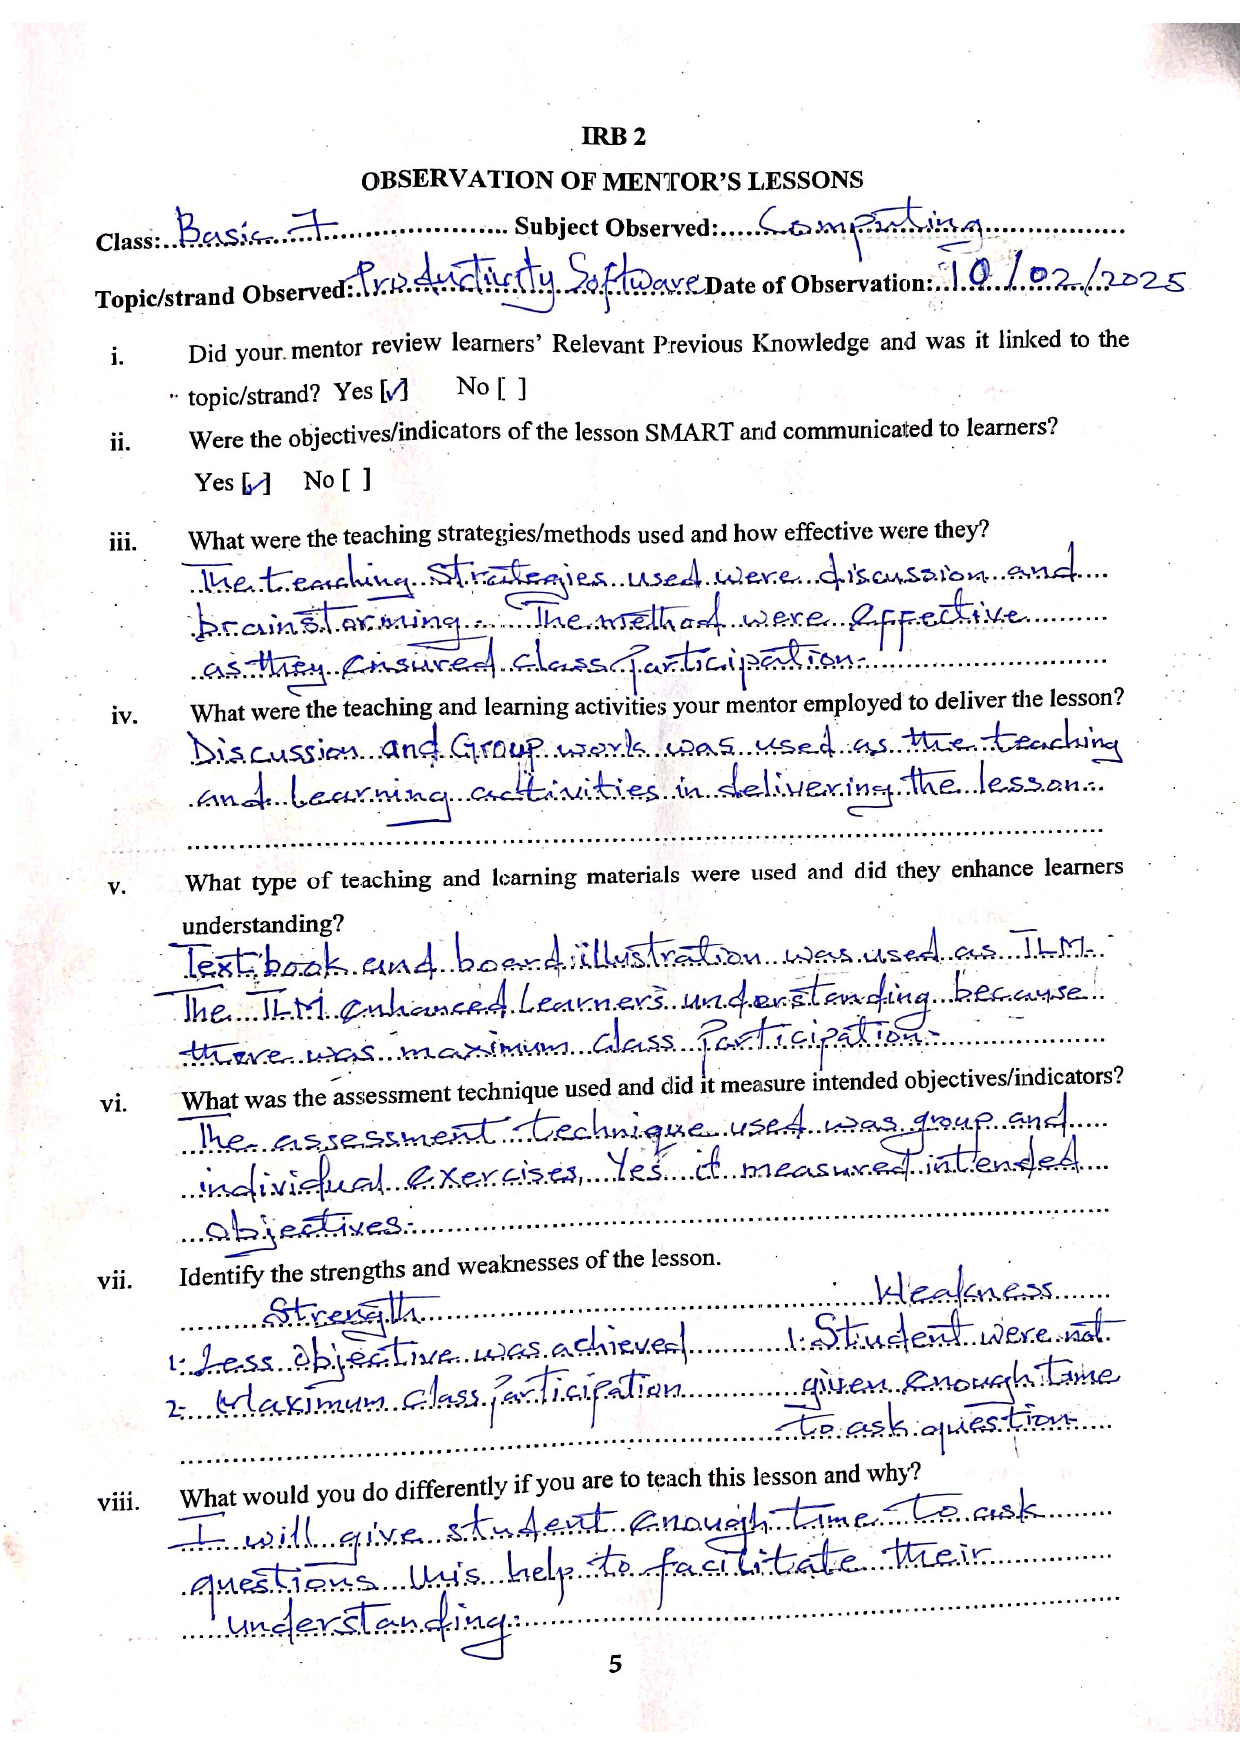 IRB 2
OBSERVATION OF MENTOR'S LESSONS
Class: Basic 7 Subject Observed: Computing
Topic/strand Observed: Productivity Software Date of Observation: 10/02/2025
i. Did your mentor review learners' Relevant Previous Knowledge and was it linked to the
topic/strand? Yes [✓] No [ ]
ii. Were the objectives/indicators of the lesson SMART and communicated to learners?
Yes [✓] No [ ]
iii. What were the teaching strategies/methods used and how effective were they?
The teaching Strategies used were discussion and
brainstorming. The method were effective
as they ensured class Participation.
iv. What were the teaching and learning activities your mentor employed to deliver the lesson?
Discussion and Group work was used as the teaching
and Learning activities in delivering the lesson.
v. What type of teaching and learning materials were used and did they enhance learners
understanding?
Text book and board illustration was used as TLM.
The TLM enhanced Learners understanding because
there was maximum class Participation.
vi. What was the assessment technique used and did it measure intended objectives/indicators?
The assessment technique used was group and
individual exercises, Yes it measured intended
objectives.
vii. Identify the strengths and weaknesses of the lesson.
Strength Weakness
1. Less objective was achieved 1. Student were not
2. Maximum class participation given enough time
to ask question
viii. What would you do differently if you are to teach this lesson and why?
I will give student enough time to ask
questions this help to facilitate their
understanding.
5